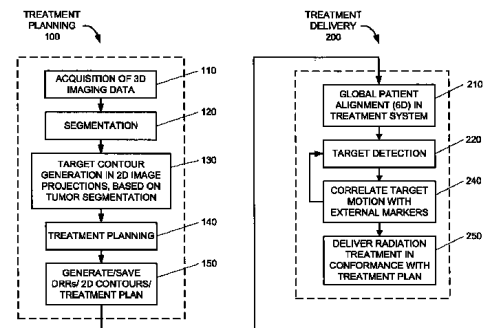 TREATMENT
PLANNING
100
ACQUISITION OF 3D
IMAGING DATA
110
SEGMENTATION
120
TARGET CONTOUR
GENERATION IN 2D IMAGE
PROJECTIONS, BASED ON
TUMOR SEGMENTATION
130
TREATMENT PLANNING
140
GENERATE/SAVE
DRRs/ 2D CONTOURS/
TREATMENT PLAN
150
TREATMENT
DELIVERY
200
GLOBAL PATIENT
ALIGNMENT (6D) IN
TREATMENT SYSTEM
210
TARGET DETECTION
220
CORRELATE TARGET
MOTION WITH
EXTERNAL MARKERS
240
DELIVER RADIATION
TREATMENT IN
CONFORMANCE WITH
TREATMENT PLAN
250